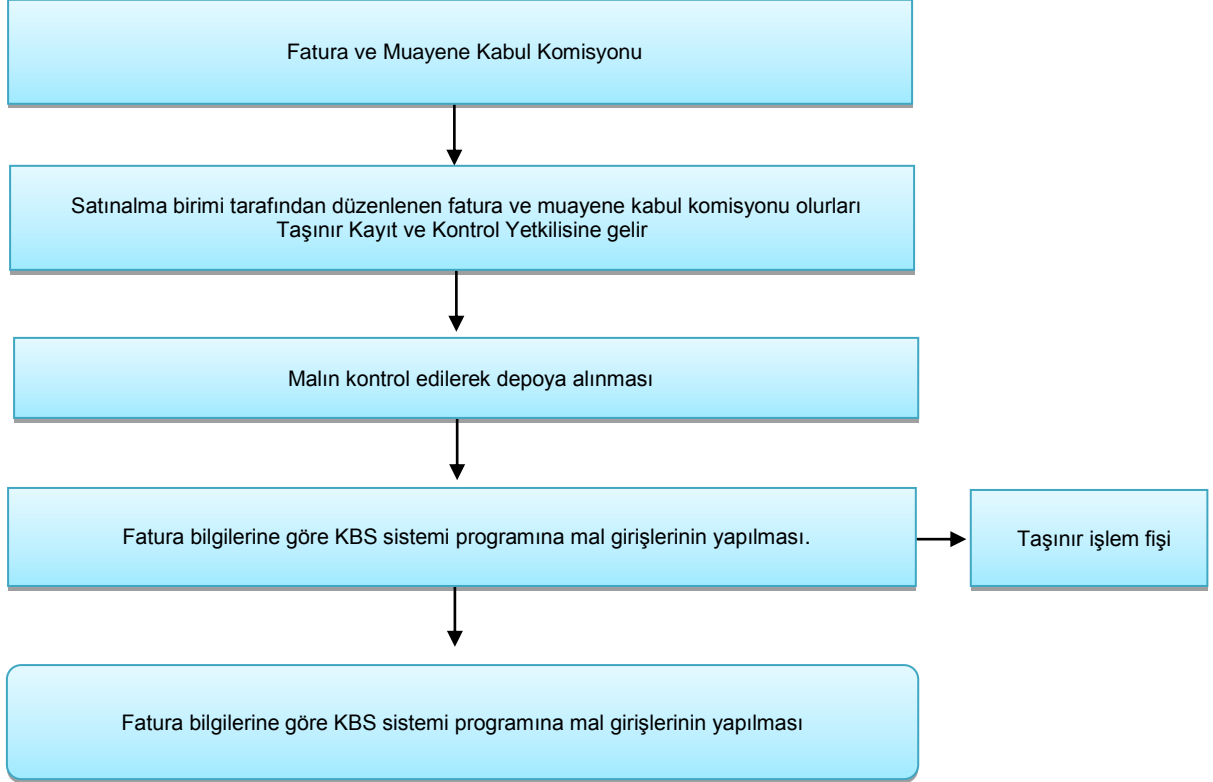 Fatura ve Muayene Kabul Komisyonu
Satınalma birimi tarafından düzenlenen fatura ve muayene kabul komisyonu olurları
Taşınır Kayıt ve Kontrol Yetkilisine gelir
Malın kontrol edilerek depoya alınması
Fatura bilgilerine göre KBS sistemi programına mal girişlerinin yapılması.
Taşınır işlem fişi
Fatura bilgilerine göre KBS sistemi programına mal girişlerinin yapılması